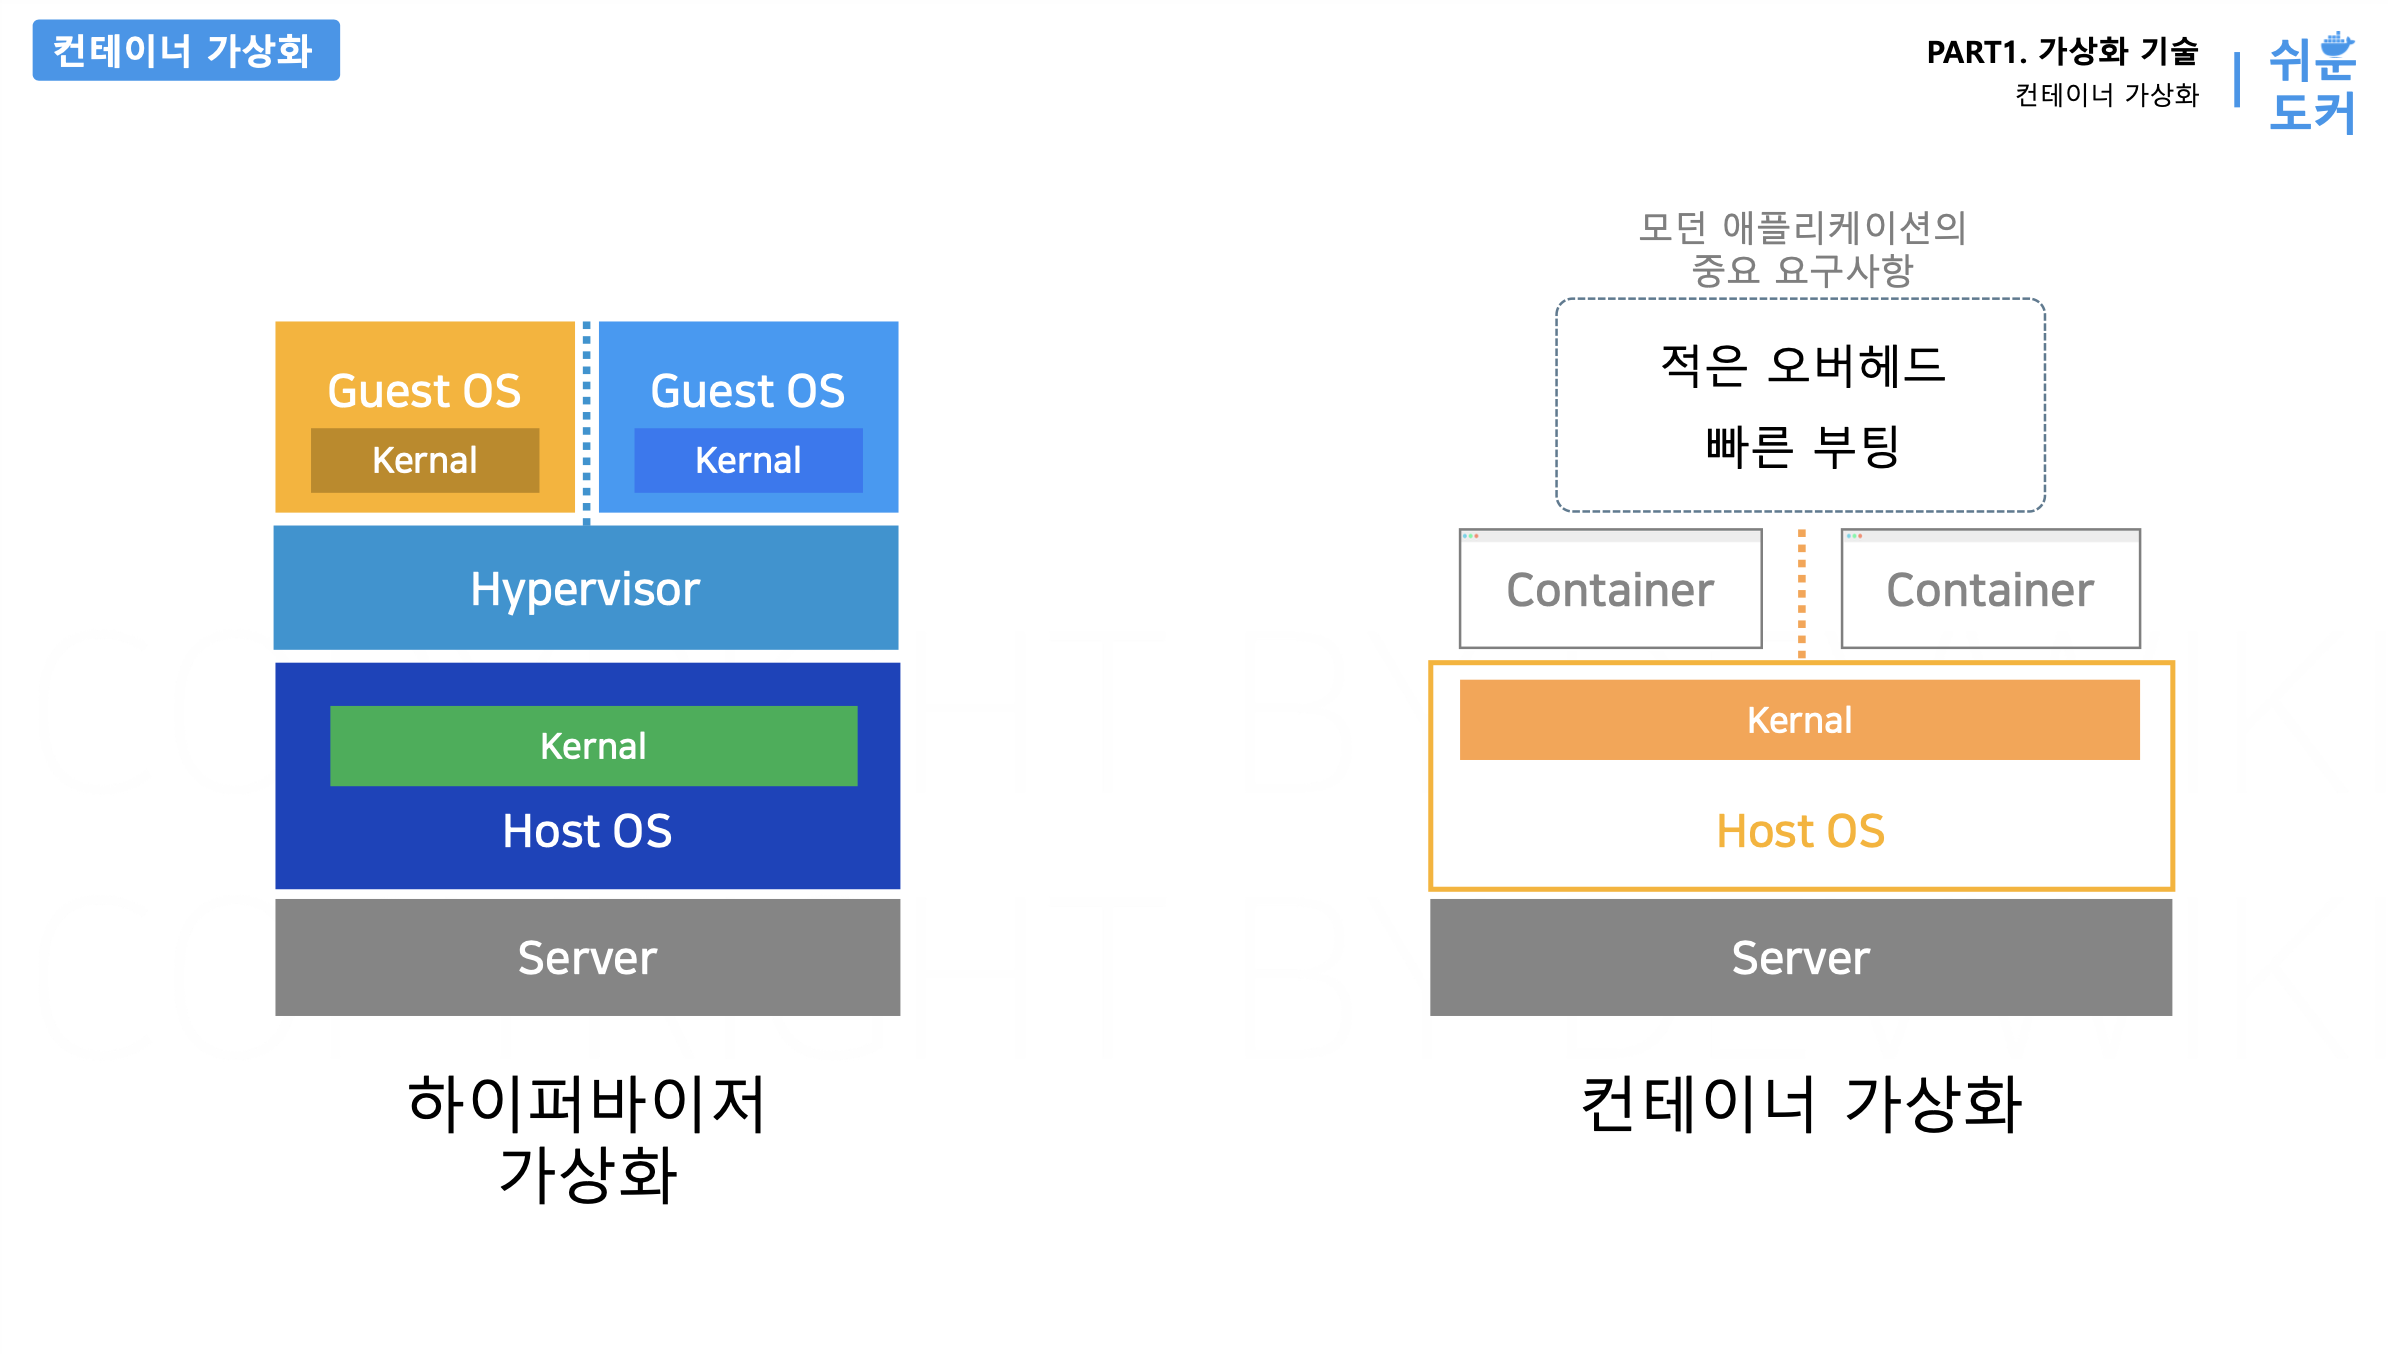 컨테이너 가상화
PART1. 가상화 기술
컨테이너 가상화
쉬운
도커
Guest OS
Kernal
Guest OS
Kernal
Hypervisor
Kernal
Host OS
Server
하이퍼바이저
가상화
모던 애플리케이션의
중요 요구사항
적은 오버헤드
빠른 부팅
Container
Container
Kernal
Host OS
Server
컨테이너 가상화